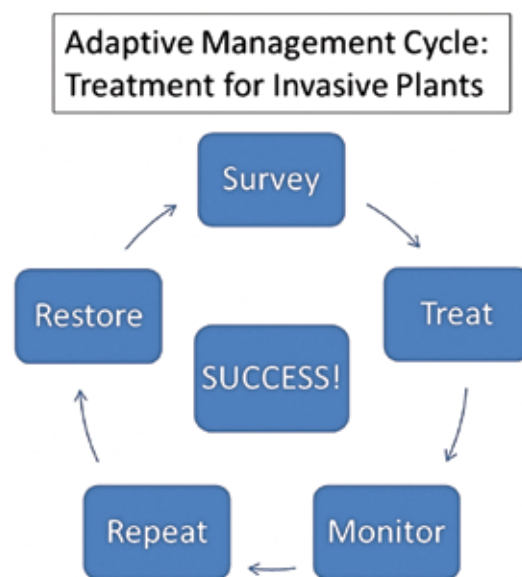 Adaptive Management Cycle:
Treatment for Invasive Plants
Survey
Treat
Monitor
Repeat
Restore
SUCCESS!